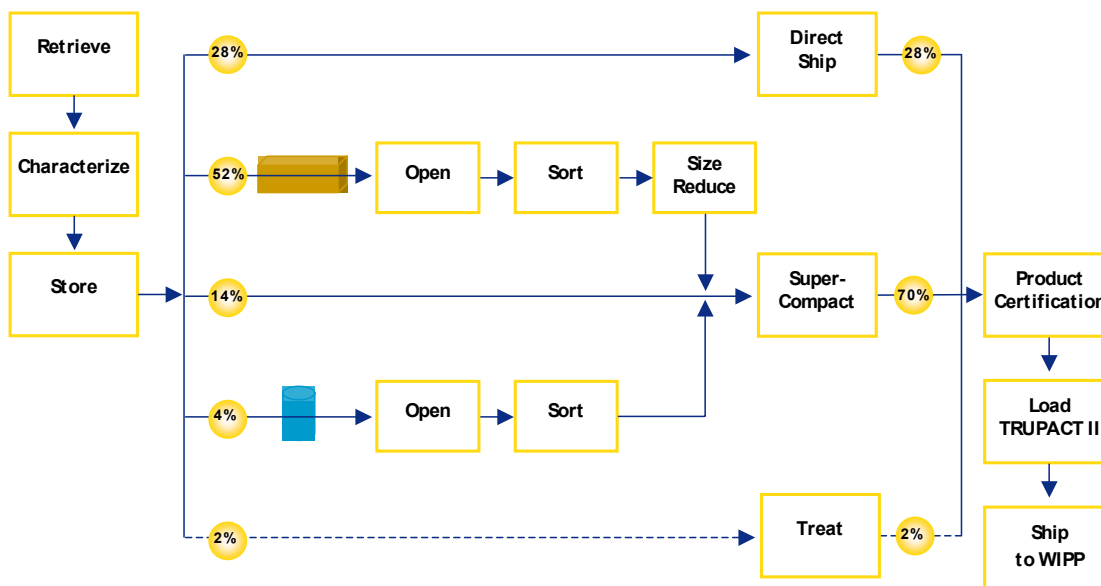 Retrieve
Characterize
Store
28%
Direct
Ship
28%
52%
Open
Sort
Size
Reduce
14%
Super-
Compact
70%
Product
Certification
4%
Open
Sort
Load
TRUPACT II
2%
Treat
2%
Ship
to WIPP